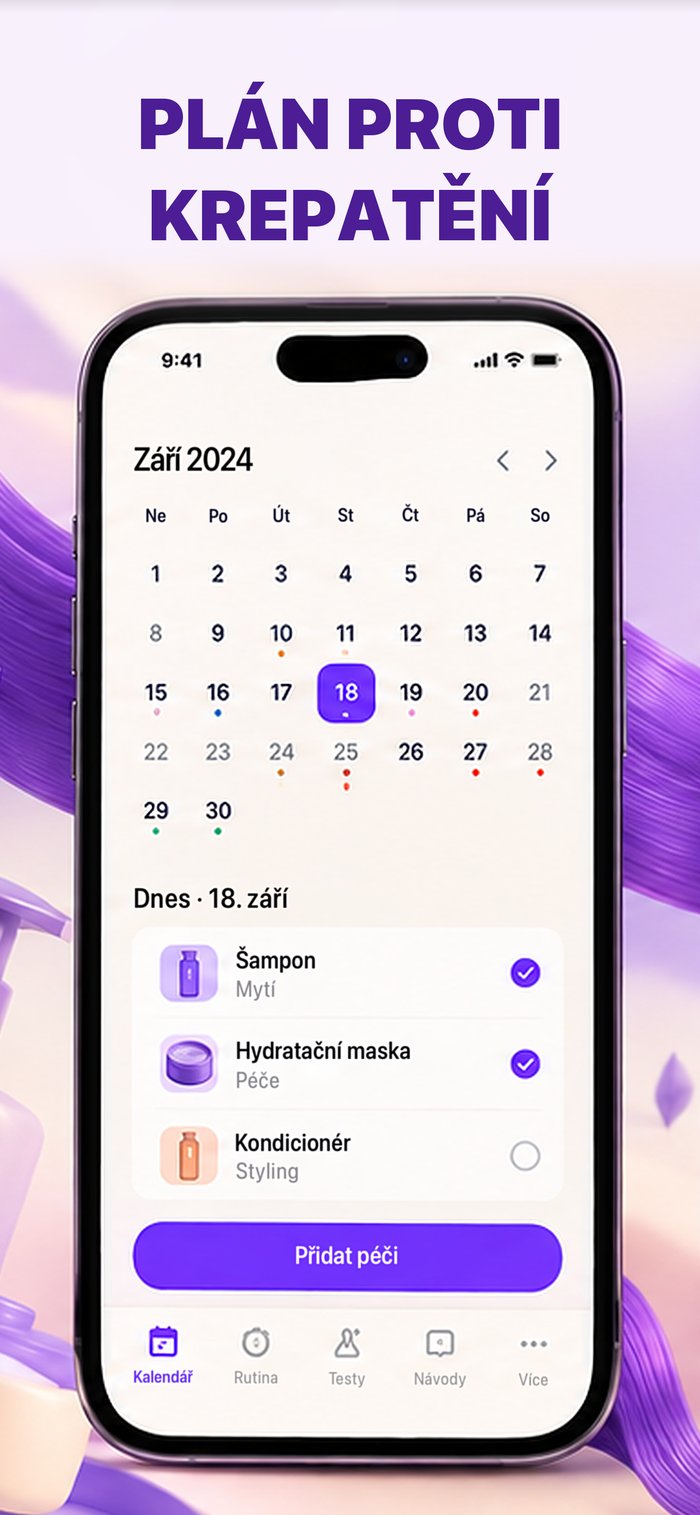 PLÁN PROTI
KREPATĚNÍ
9:41
Září 2024
Ne Po Út St Čt Pá So
1 2 3 4 5 6 7
8 9 10 11 12 13 14
15 16 17 18 19 20 21
22 23 24 25 26 27 28
29 30
Dnes · 18. září
Šampon
Mytí
Hydratační maska
Péče
Kondicionér
Styling
Přidat péči
Kalendář Rutina Testy Návody Více